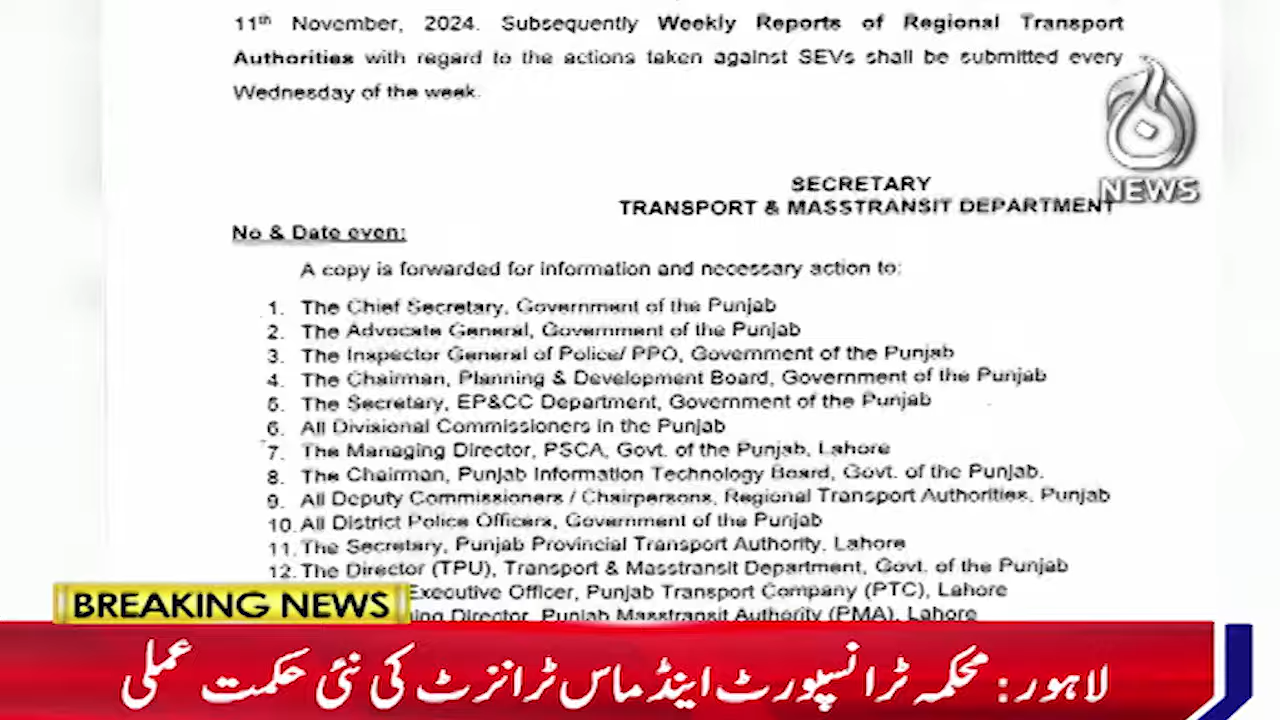 11th November, 2024. Subsequently Weekly Reports of Regional Transport
Authorities with regard to the actions taken against SEVs shall be submitted every
Wednesday of the week.
NEWS
SECRETARY
TRANSPORT & MASSTRANSIT DEPARTMENT
No & Date even:
A copy is forwarded for information and necessary action to:
1. The Chief Secretary, Government of the Punjab
2. The Advocate General, Government of the Punjab
3. The Inspector General of Police/ PPO, Government of the Punjab
4. The Chairman, Planning & Development Board, Government of the Punjab
5. The Secretary, EP&CC Department, Government of the Punjab
6. All Divisional Commissioners in the Punjab
7. The Managing Director, PSCA, Govt. of the Punjab, Lahore
8. The Chairman, Punjab Information Technology Board, Govt. of the Punjab.
9. All Deputy Commissioners / Chairpersons, Regional Transport Authorities, Punjab
10. All District Police Officers, Government of the Punjab
11. The Secretary, Punjab Provincial Transport Authority, Lahore
12. The Director (TPU), Transport & Masstransit Department, Govt. of the Punjab
Executive Officer, Punjab Transport Company (PTC), Lahore
Director, Punjab Masstransit Authority (PMA), Lahore
BREAKING NEWS
لاہور: محکمہ ٹرانسپورٹ اینڈ ماس ٹرانزٹ کی نئی حکمت عملی